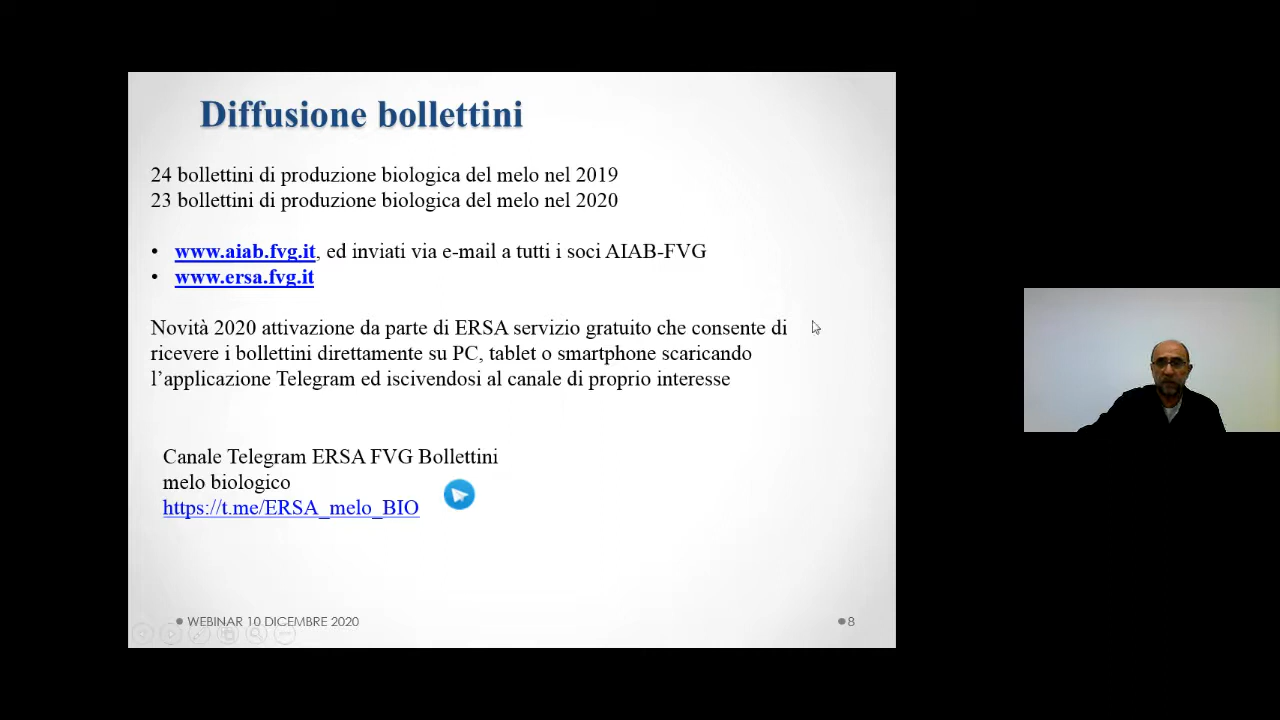 Diffusione bollettini
24 bollettini di produzione biologica del melo nel 2019
23 bollettini di produzione biologica del melo nel 2020
• www.aiab.fvg.it, ed inviati via e-mail a tutti i soci AIAB-FVG
• www.ersa.fvg.it
Novità 2020 attivazione da parte di ERSA servizio gratuito che consente di
ricevere i bollettini direttamente su PC, tablet o smartphone scaricando
l’applicazione Telegram ed iscivendosi al canale di proprio interesse
Canale Telegram ERSA FVG Bollettini
melo biologico
https://t.me/ERSA_melo_BIO
WEBINAR 10 DICEMBRE 2020
8